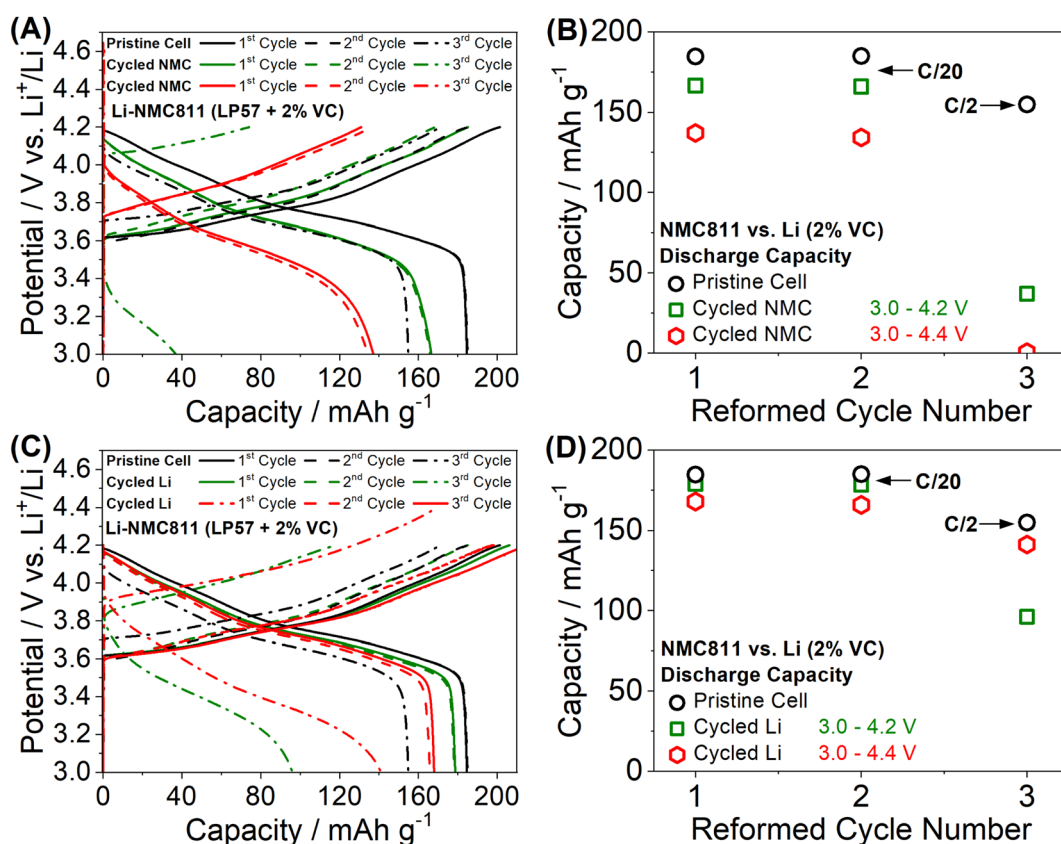 (A)
Potential / V vs. Li⁺/Li
4.6
4.4
4.2
4.0
3.8
3.6
3.4
3.2
3.0
Pristine Cell 1ˢᵗ Cycle 2ⁿᵈ Cycle 3ʳᵈ Cycle
Cycled NMC 1ˢᵗ Cycle 2ⁿᵈ Cycle 3ʳᵈ Cycle
Cycled NMC 1ˢᵗ Cycle 2ⁿᵈ Cycle 3ʳᵈ Cycle
Li-NMC811 (LP57 + 2% VC)
0 40 80 120 160 200
Capacity / mAh g⁻¹
(B)
Capacity / mAh g⁻¹
200
150
100
50
0
C/20
C/2
NMC811 vs. Li (2% VC)
Discharge Capacity
Pristine Cell
Cycled NMC 3.0 - 4.2 V
Cycled NMC 3.0 - 4.4 V
1 2 3
Reformed Cycle Number
(C)
Potential / V vs. Li⁺/Li
4.6
4.4
4.2
4.0
3.8
3.6
3.4
3.2
3.0
Pristine Cell 1ˢᵗ Cycle 2ⁿᵈ Cycle 3ʳᵈ Cycle
Cycled Li 1ˢᵗ Cycle 2ⁿᵈ Cycle 3ʳᵈ Cycle
Cycled Li 1ˢᵗ Cycle 2ⁿᵈ Cycle 3ʳᵈ Cycle
Li-NMC811 (LP57 + 2% VC)
0 40 80 120 160 200
Capacity / mAh g⁻¹
(D)
Capacity / mAh g⁻¹
200
150
100
50
0
C/20
C/2
NMC811 vs. Li (2% VC)
Discharge Capacity
Pristine Cell
Cycled Li 3.0 - 4.2 V
Cycled Li 3.0 - 4.4 V
1 2 3
Reformed Cycle Number